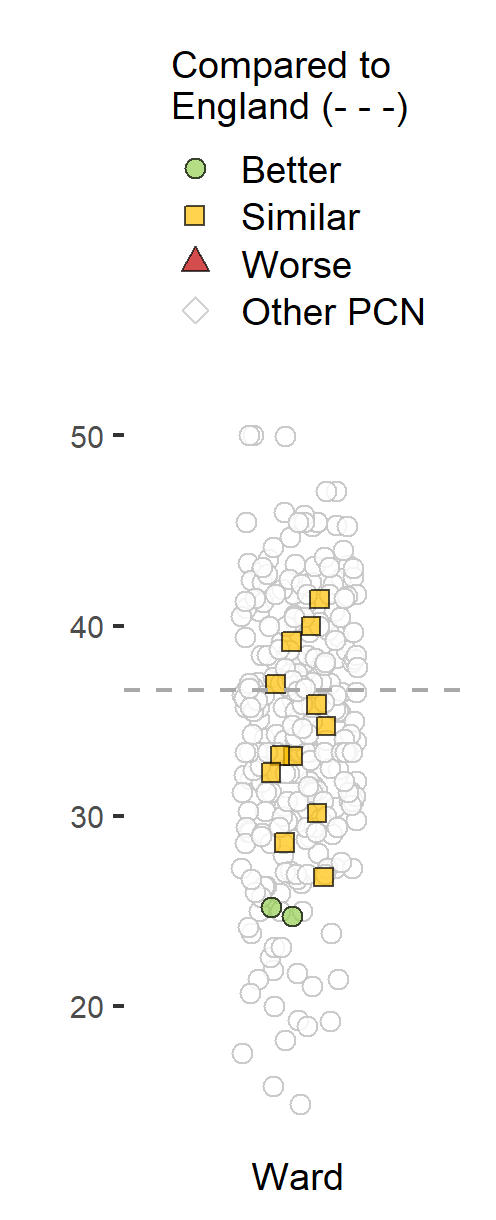 Compared to
England (- - -)
Better
Similar
Worse
Other PCN
50
40
30
20
Ward